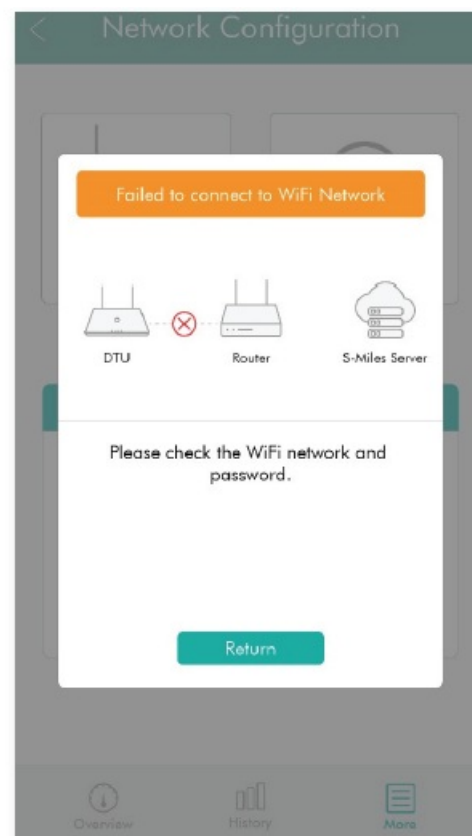 Network Configuration
Failed to connect to WiFi Network
DTU Router S-Miles Server
Please check the WiFi network and
password.
Return
Overview History More